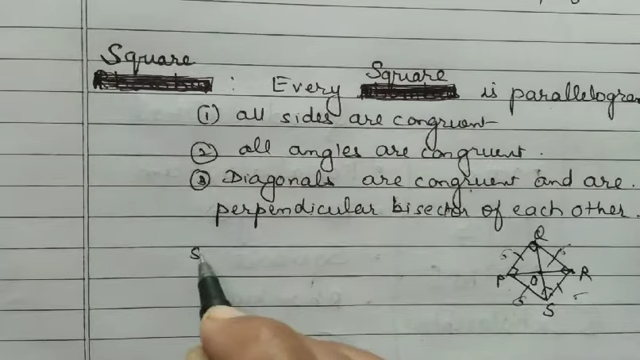 Square
: Every Square is parallelogram
① all sides are congruent
② all angles are congruent.
③ Diagonals are congruent and are
perpendicular bisector of each other.
Q
P O R
S
s